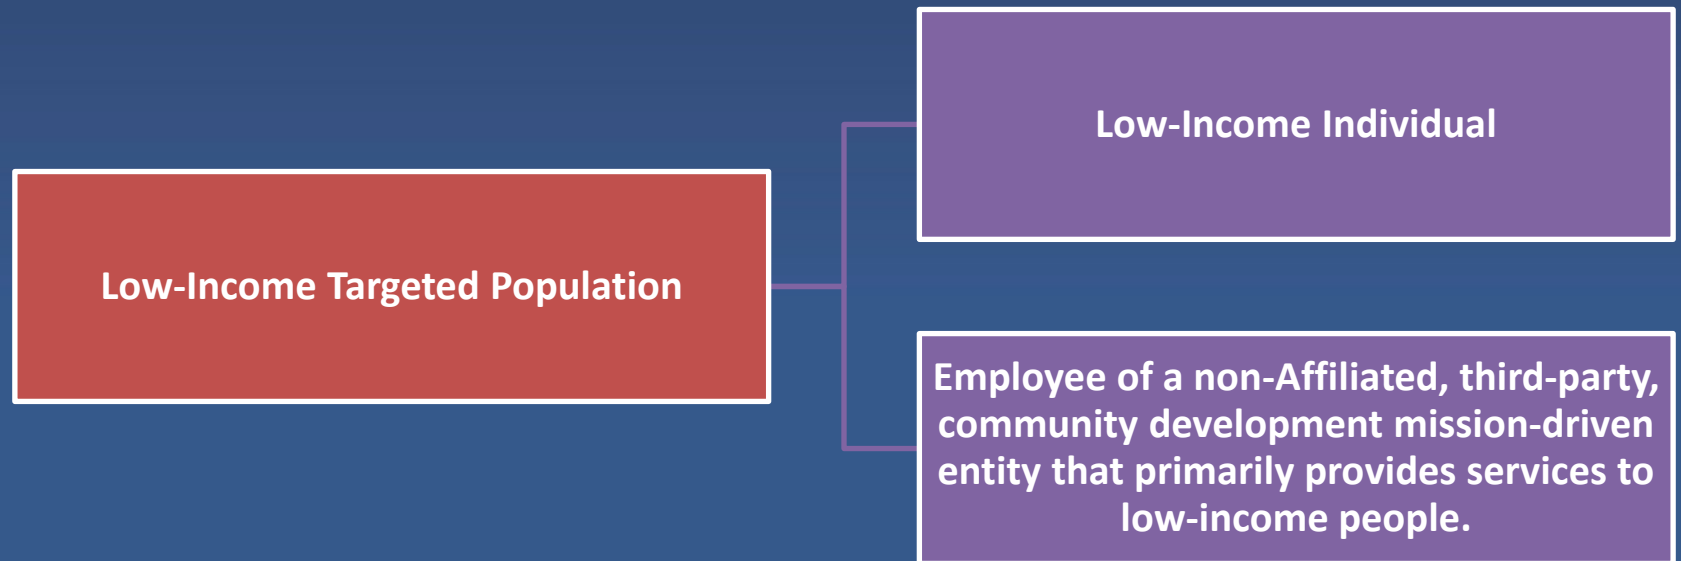 Low-Income Individual
Low-Income Targeted Population
Employee of a non-Affiliated, third-party,
community development mission-driven
entity that primarily provides services to
low-income people.